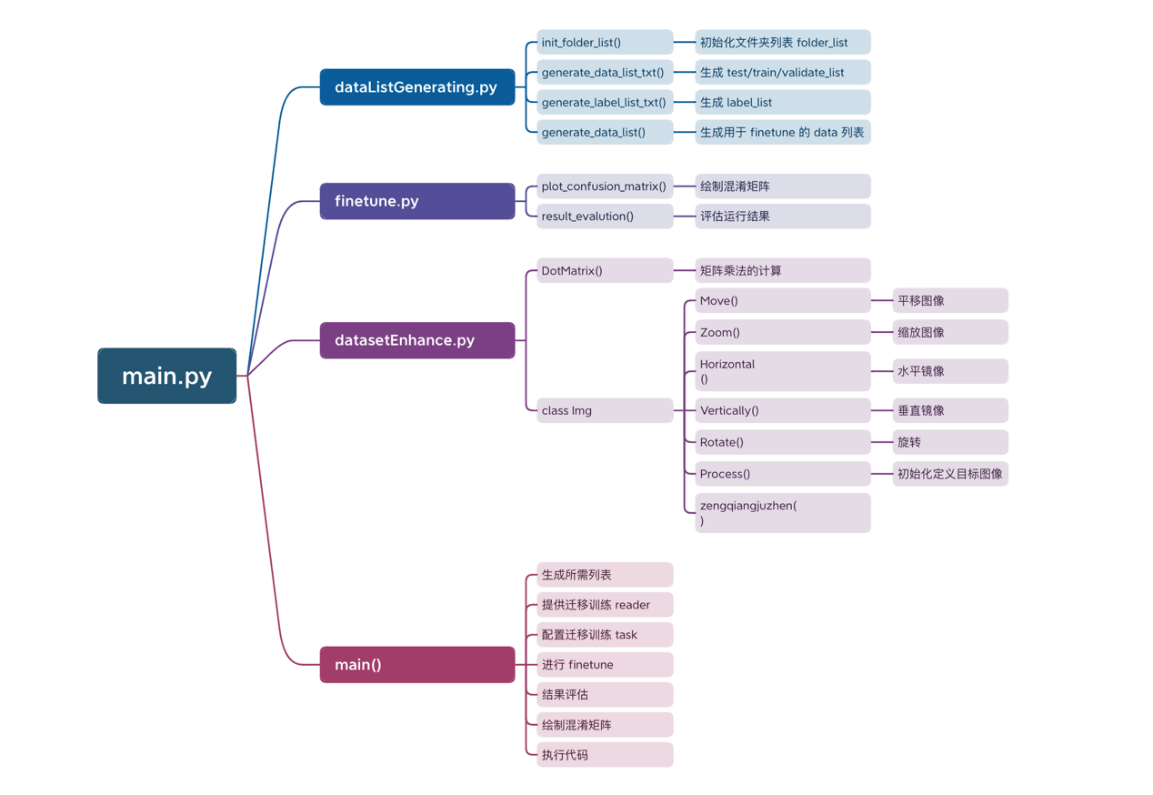 main.py
dataListGenerating.py
init_folder_list()
初始化文件夹列表 folder_list
generate_data_list_txt()
生成 test/train/validate_list
generate_label_list_txt()
生成 label_list
generate_data_list()
生成用于 finetune 的 data 列表
finetune.py
plot_confusion_matrix()
绘制混淆矩阵
result_evalution()
评估运行结果
datasetEnhance.py
DotMatrix()
矩阵乘法的计算
class Img
Move()
平移图像
Zoom()
缩放图像
Horizontal
()
水平镜像
Vertically()
垂直镜像
Rotate()
旋转
Process()
初始化定义目标图像
zengqiangjuzhen(
)
main()
生成所需列表
提供迁移训练 reader
配置迁移训练 task
进行 finetune
结果评估
绘制混淆矩阵
执行代码